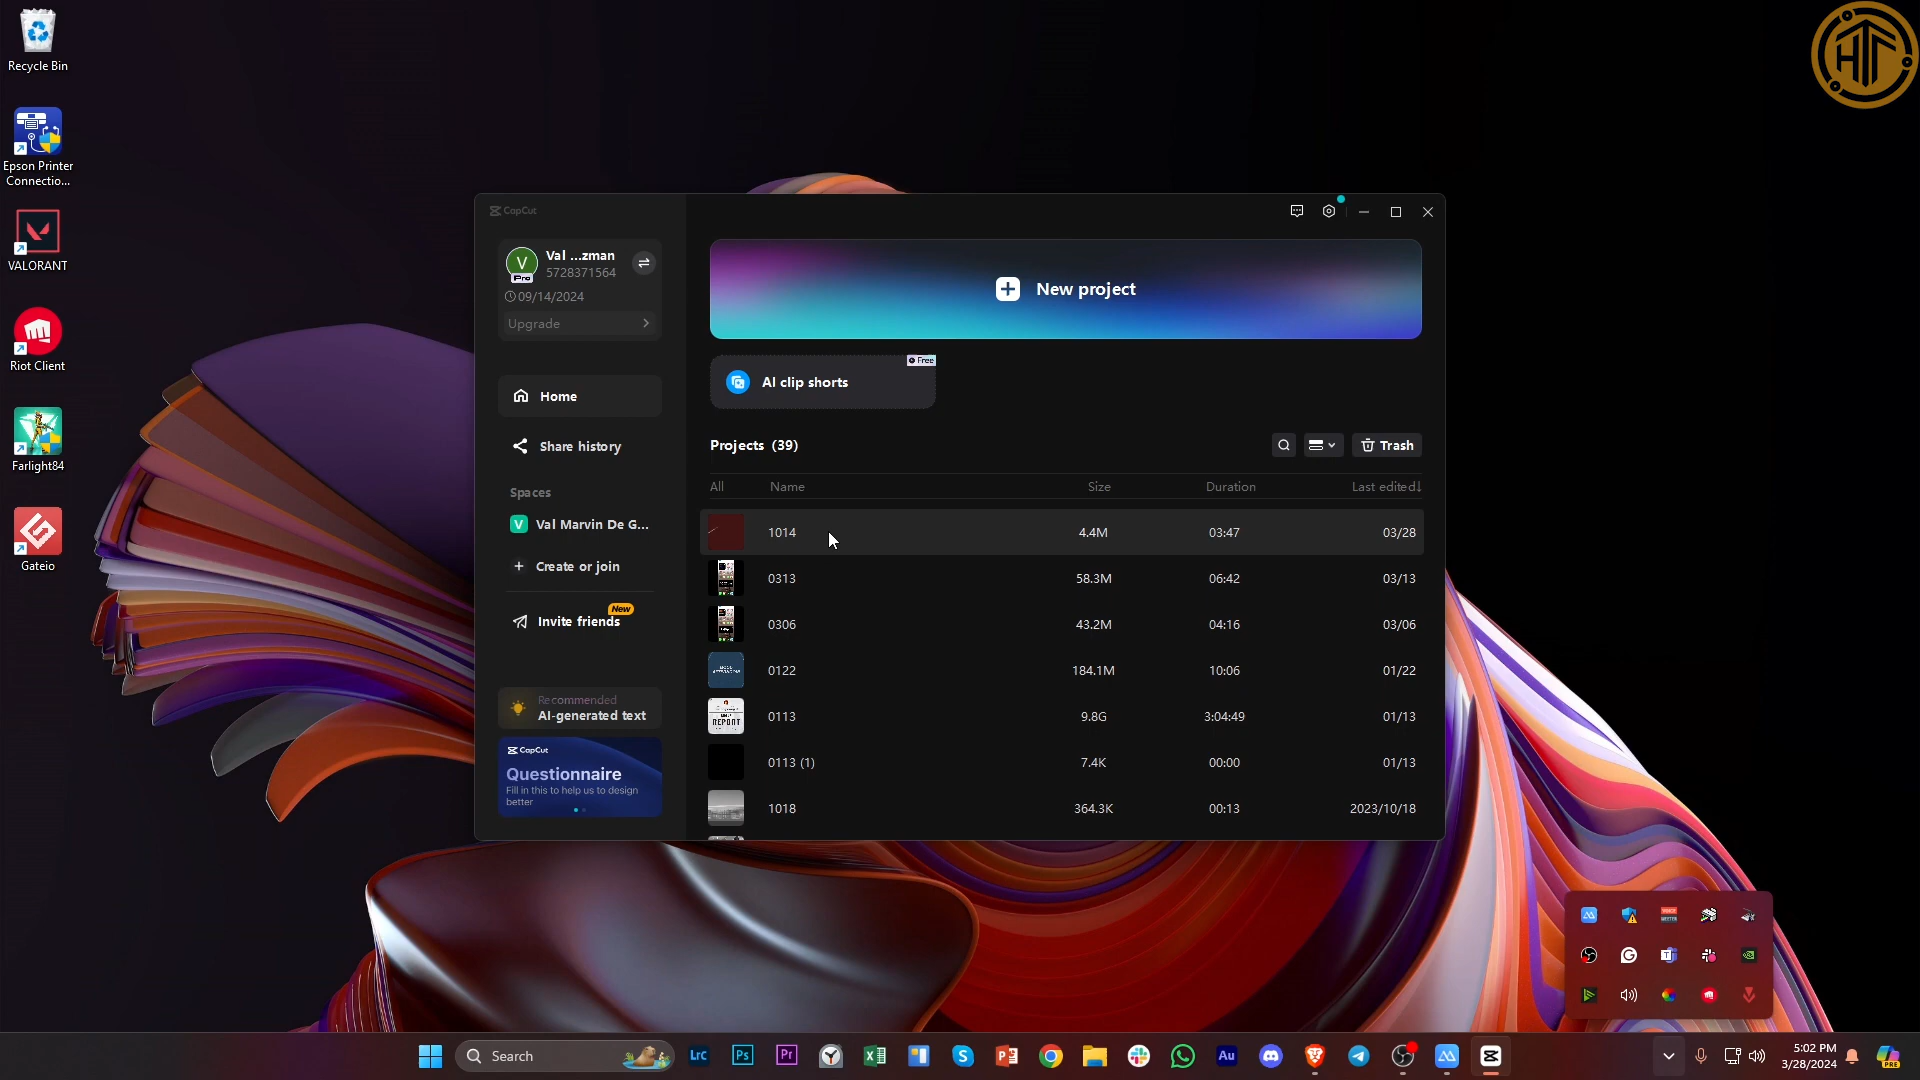 Recycle Bin
Epson Printer
Connectio...
VALORANT
Riot Client
Farlight84
Gateio
CapCut
V
Pro
Val ...zman
5728371564
09/14/2024
Upgrade
Home
Share history
Spaces
V Val Marvin De G...
+ Create or join
New
Invite friends
Recommended
AI-generated text
CapCut
Questionnaire
Fill in this to help us to design
better
New project
Free
AI clip shorts
Projects (39)
Trash
All Name Size Duration Last edited↓
1014 4.4M 03:47 03/28
0313 58.3M 06:42 03/13
0306 43.2M 04:16 03/06
0122 184.1M 10:06 01/22
0113 9.8G 3:04:49 01/13
0113 (1) 7.4K 00:00 01/13
1018 364.3K 00:13 2023/10/18
Search
LrC
Ps
Pr
Au
5:02 PM
3/28/2024
PRE